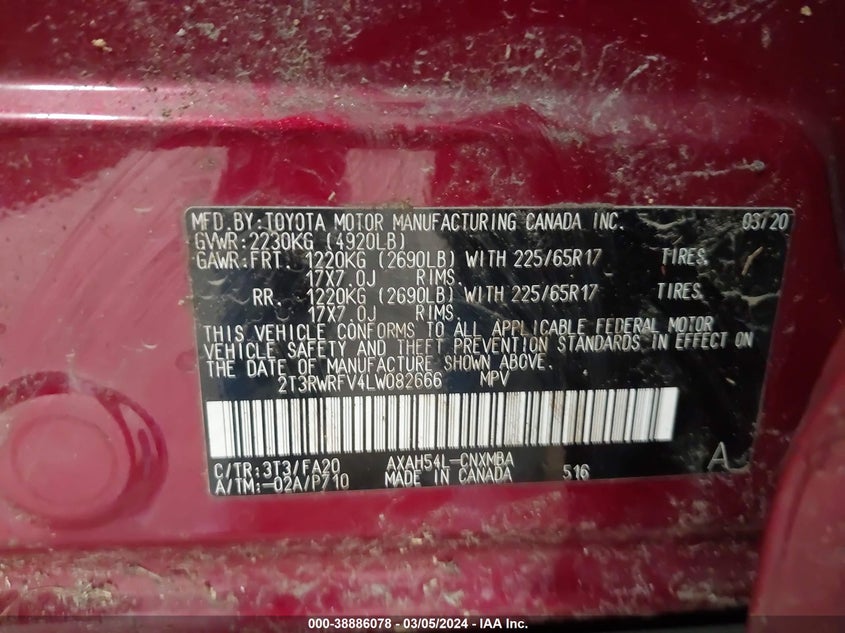 MFD.BY:TOYOTA MOTOR MANUFACTURING CANADA INC. 03/20
GVWR:2230KG (4920LB)
GAWR:FRT. 1220KG (2690LB) WITH 225/65R17 TIRES,
17X7.0J RIMS.
RR. 1220KG (2690LB) WITH 225/65R17 TIRES,
17X7.0J RIMS.
THIS VEHICLE CONFORMS TO ALL APPLICABLE FEDERAL MOTOR
VEHICLE SAFETY AND THEFT PREVENTION STANDARDS IN EFFECT ON
THE DATE OF MANUFACTURE SHOWN ABOVE.
2T3RWRFV4LW082666 MPV
C/TR:3T3/FA20 AXAH54L-CNXMBA A
A/TM:-02A/P710 MADE IN CANADA 516
000-38886078 — 03/05/2024 — IAA Inc.